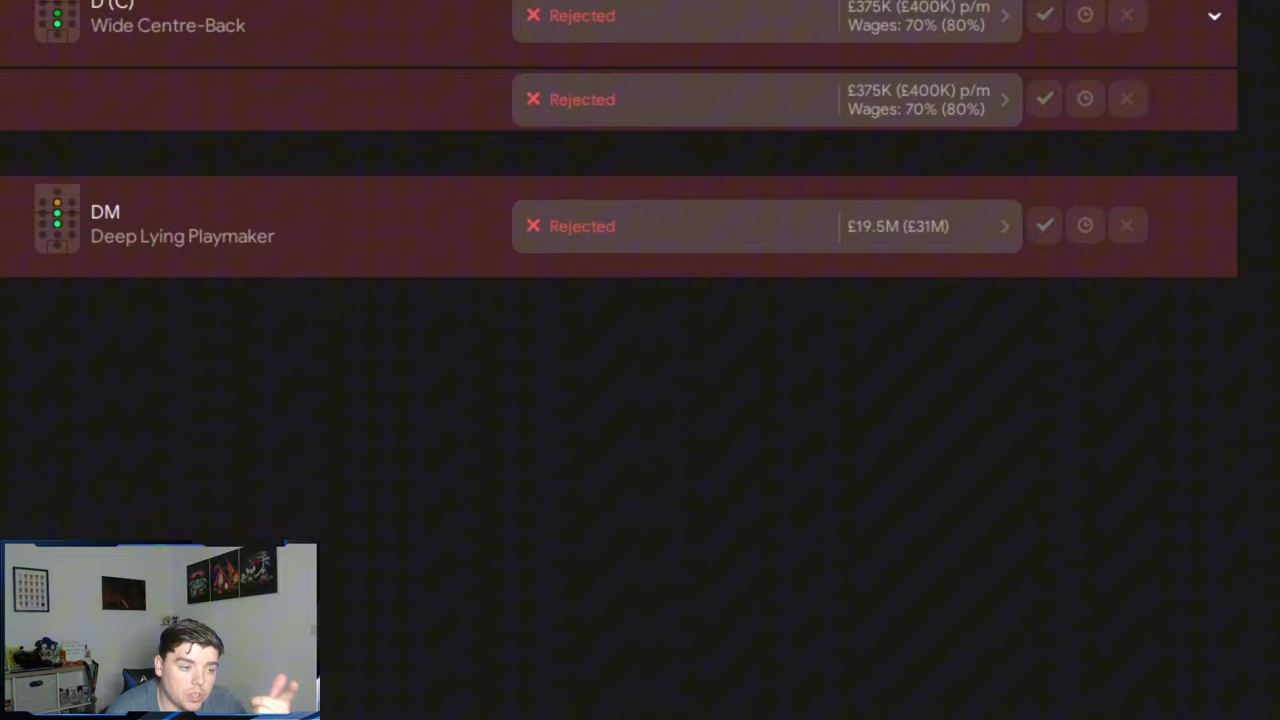 D (C)
Wide Centre-Back
Rejected
£375K (£400K) p/m
Wages: 70% (80%)
Rejected
£375K (£400K) p/m
Wages: 70% (80%)
DM
Deep Lying Playmaker
Rejected
£19.5M (£31M)